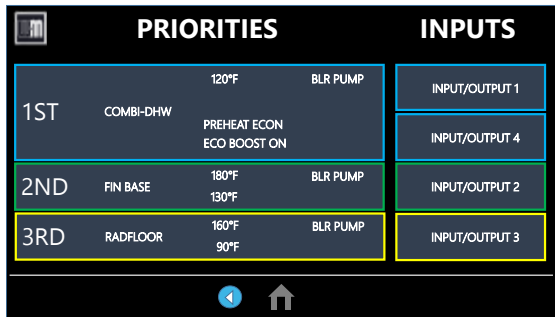 PRIORITIES INPUTS
1ST COMBI-DHW 120°F BLR PUMP
PREHEAT ECON
ECO BOOST ON
INPUT/OUTPUT 1
INPUT/OUTPUT 4
2ND FIN BASE 180°F BLR PUMP
130°F
INPUT/OUTPUT 2
3RD RADFLOOR 160°F BLR PUMP
90°F
INPUT/OUTPUT 3